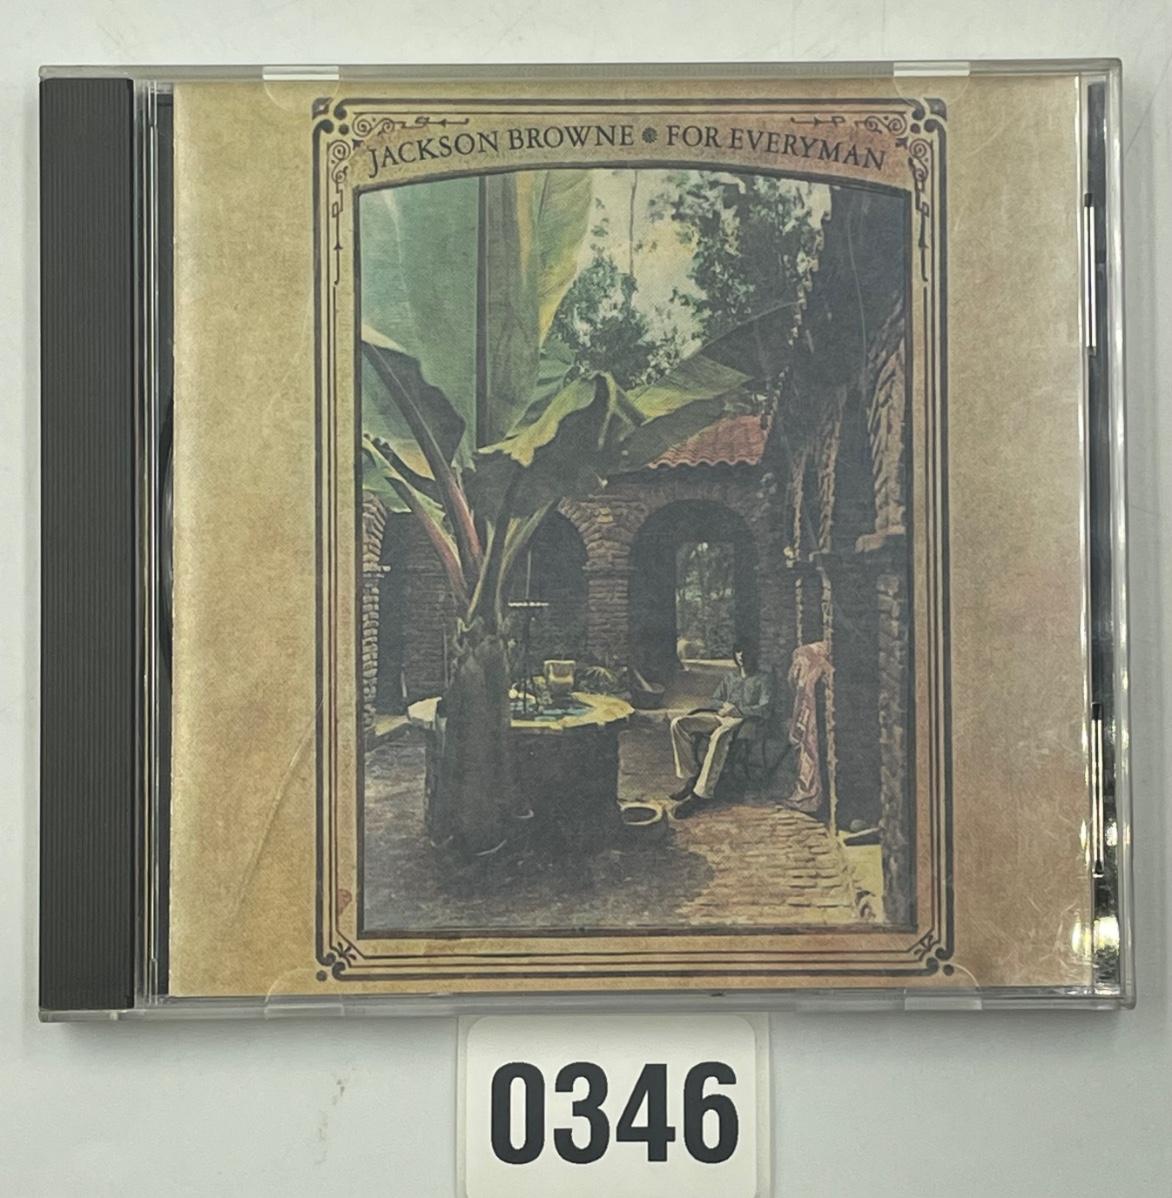 JACKSON BROWNE ❁ FOR EVERYMAN
0346